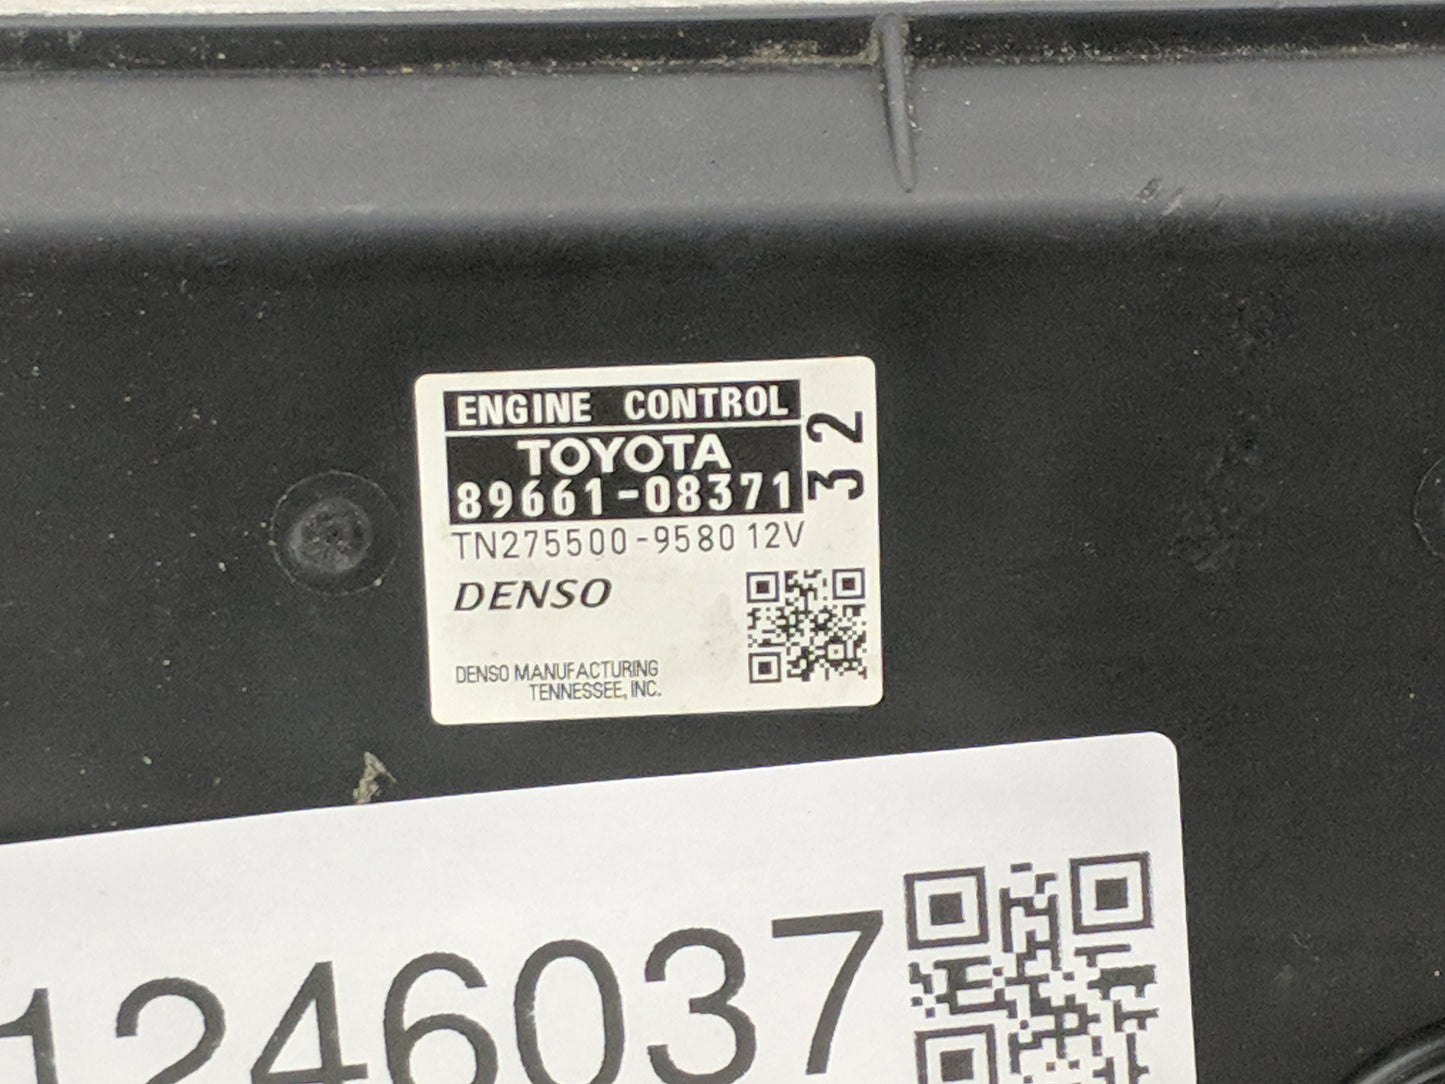 ENGINE CONTROL
TOYOTA
89661-08371
32
TN275500-9580 12V
DENSO
DENSO MANUFACTURING
TENNESSEE, INC.
1246037